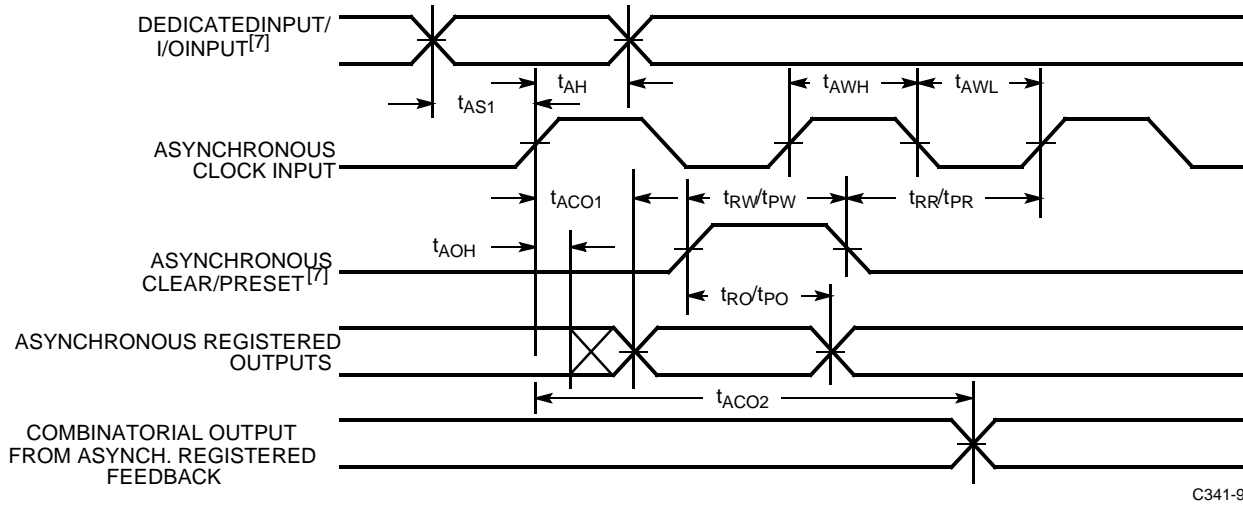 DEDICATEDINPUT/
I/OINPUT[7]
tAH
tAWH
tAWL
tAS1
ASYNCHRONOUS
CLOCK INPUT
tACO1
tRW/tPW
tRR/tPR
tAOH
ASYNCHRONOUS
CLEAR/PRESET[7]
tRO/tPO
ASYNCHRONOUS REGISTERED
OUTPUTS
tACO2
COMBINATORIAL OUTPUT
FROM ASYNCH. REGISTERED
FEEDBACK
C341-9